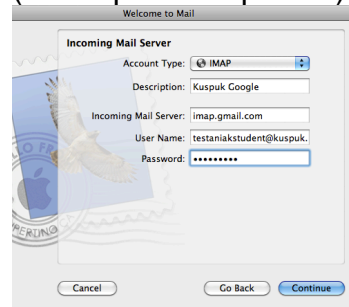 Welcome to Mail
Incoming Mail Server
Account Type: IMAP
Description: Kuspuk Google
Incoming Mail Server: imap.gmail.com
User Name: testaniakstudent@kuspuk.
Password: •••••••••
Cancel Go Back Continue